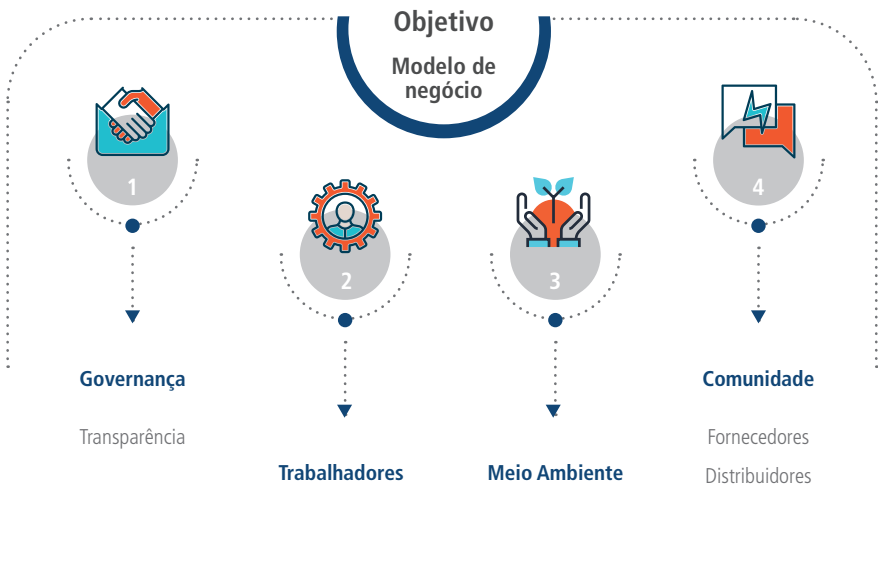 Objetivo
Modelo de
negócio
1
2
3
4
Governança
Transparência
Trabalhadores
Meio Ambiente
Comunidade
Fornecedores
Distribuidores